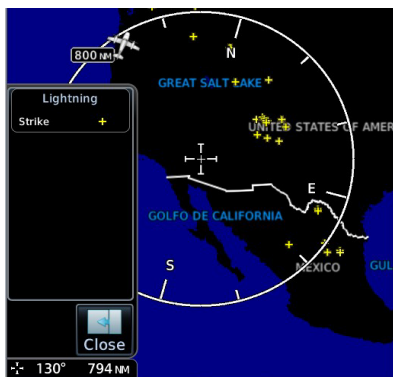 N
800 NM
GREAT SALT LAKE
Lightning
Strike
UNITED STATES OF AMER
E
GOLFO DE CALIFORNIA
S
MEXICO
GUL
Close
130° 794 NM